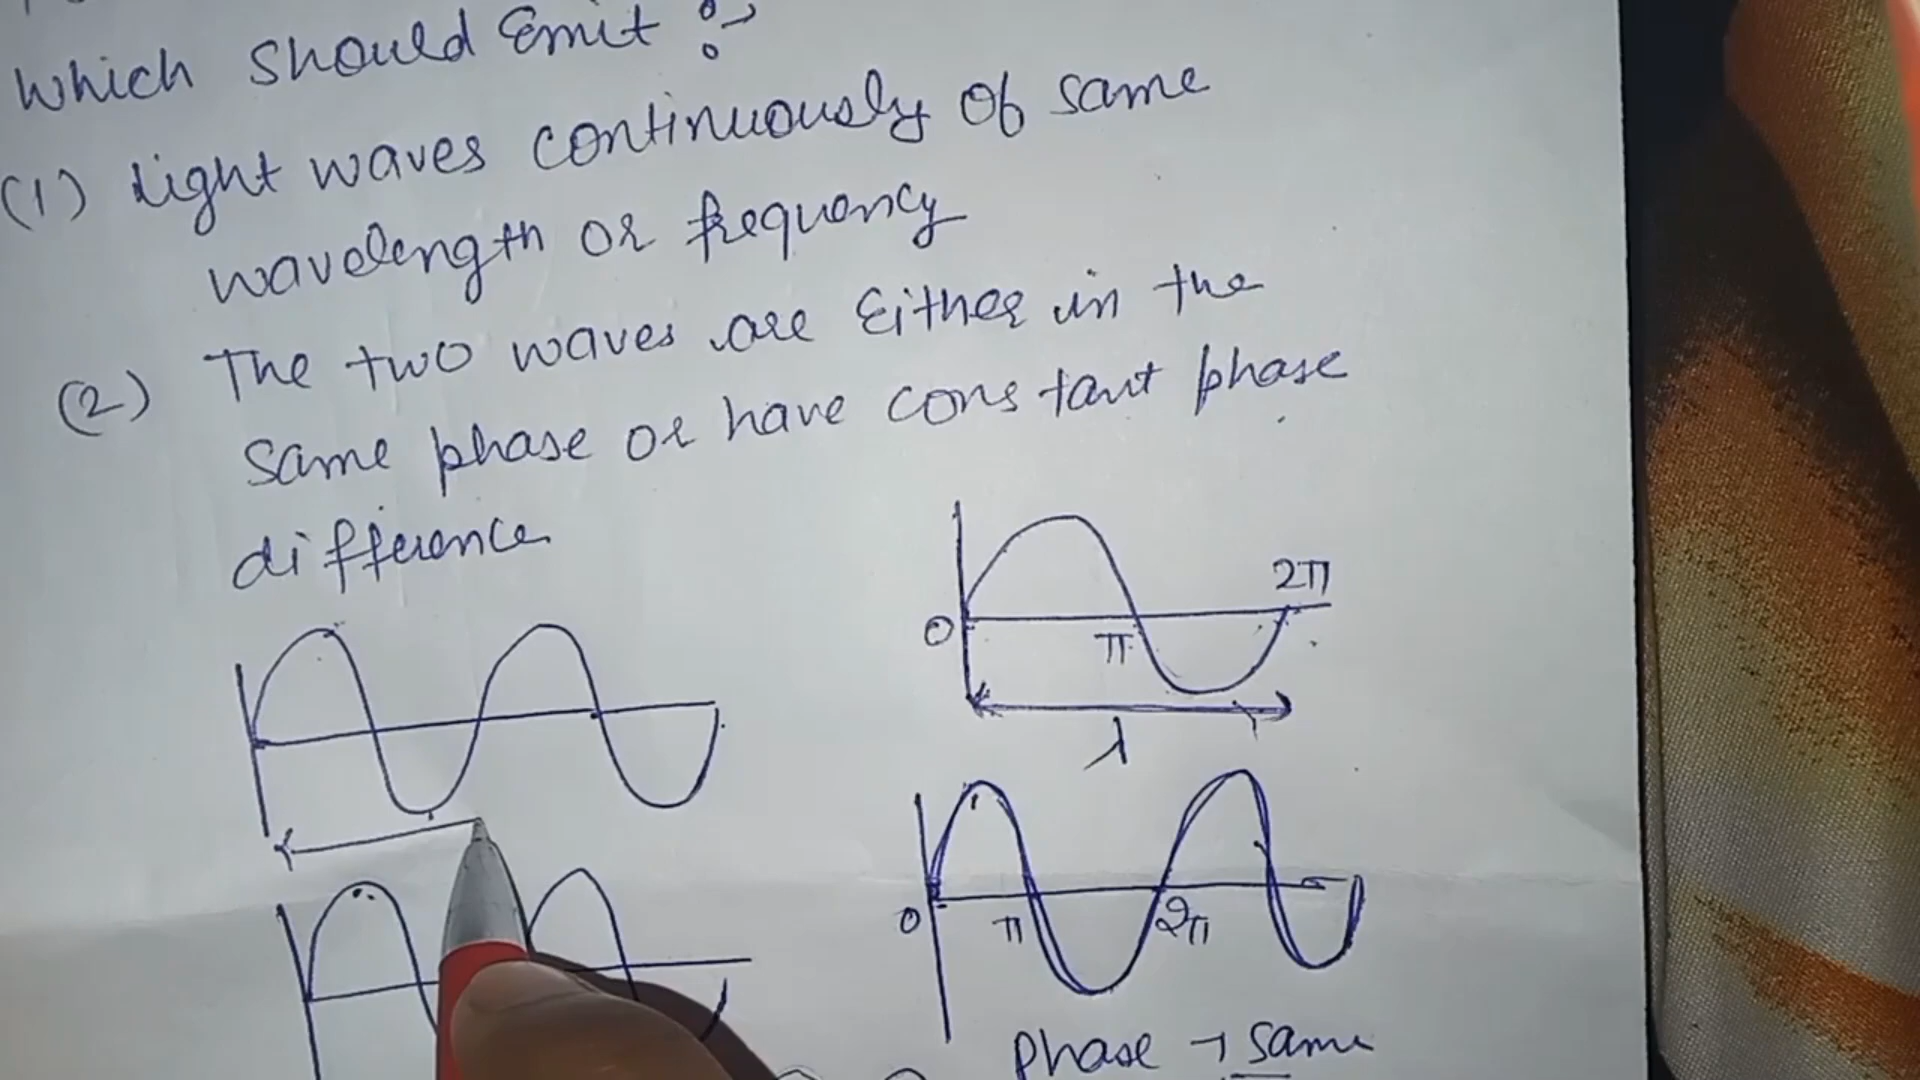 which should Emit :-
(1) Light waves continuously of same
wavelength or frequency
(2) The two waves are Either in the
same phase or have constant phase
difference
2π
0
π
λ
0
π
2π
Phase → same